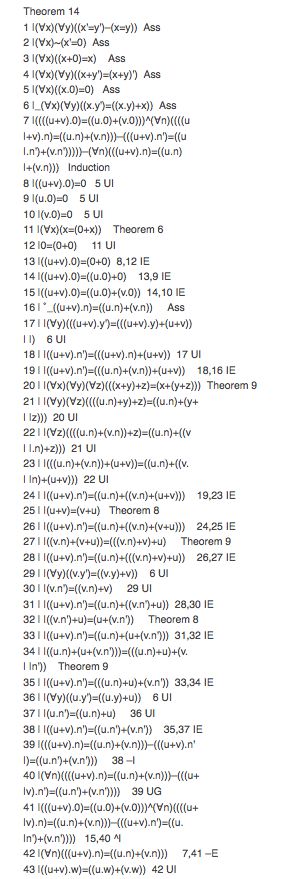 Theorem 14
1 l(∀x)(∀y)((x'=y')–(x=y))  Ass
2 l(∀x)~(x'=0)  Ass
3 l(∀x)((x+0)=x)    Ass
4 l(∀x)(∀y)((x+y')=(x+y)')  Ass
5 l(∀x)((x.0)=0)   Ass
6 l_(∀x)(∀y)((x.y')=((x.y)+x))  Ass
7 l((((u+v).0)=((u.0)+(v.0)))^(∀n)((((u
l+v).n)=((u.n)+(v.n)))–(((u+v).n')=((u
l.n')+(v.n')))))–(∀n)(((u+v).n)=((u.n)
l+(v.n)))   Induction
8 l((u+v).0)=0   5 UI
9 l(u.0)=0    5 UI
10 l(v.0)=0    5 UI
11 l(∀x)(x=(0+x))    Theorem 6
12 l0=(0+0)    11 UI
13 l((u+v).0)=(0+0)  8,12 IE
14 l((u+v).0)=((u.0)+0)   13,9 IE
15 l((u+v).0)=((u.0)+(v.0))  14,10 IE
16 l ˚_((u+v).n)=((u.n)+(v.n))      Ass
17 l l(∀y)(((u+v).y')=(((u+v).y)+(u+v))
l l)   6 UI
18 l l((u+v).n')=(((u+v).n)+(u+v))  17 UI
19 l l((u+v).n')=(((u.n)+(v.n))+(u+v))     18,16 IE
20 l l(∀x)(∀y)(∀z)(((x+y)+z)=(x+(y+z)))  Theorem 9
21 l l(∀y)(∀z)((((u.n)+y)+z)=((u.n)+(y+
l lz)))  20 UI
22 l l(∀z)((((u.n)+(v.n))+z)=((u.n)+((v
l l.n)+z)))  21 UI
23 l l((((u.n)+(v.n))+(u+v))=((u.n)+((v.
l ln)+(u+v)))  22 UI
24 l l((u+v).n')=((u.n)+((v.n)+(u+v)))    19,23 IE
25 l l(u+v)=(v+u)   Theorem 8
26 l l((u+v).n')=((u.n)+((v.n)+(v+u)))    24,25 IE
27 l l((v.n)+(v+u))=(((v.n)+v)+u)      Theorem 9
28 l l((u+v).n')=((u.n)+(((v.n)+v)+u))    26,27 IE
29 l l(∀y)((v.y')=((v.y)+v))    6 UI
30 l l(v.n')=((v.n)+v)     29 UI
31 l l((u+v).n')=((u.n)+((v.n')+u)) 28,30 IE
32 l l((v.n')+u)=(u+(v.n'))     Theorem 8
33 l l((u+v).n')=((u.n)+(u+(v.n'))) 31,32 IE
34 l l((u.n)+(u+(v.n')))=(((u.n)+u)+(v.
l ln'))    Theorem 9
35 l l((u+v).n')=(((u.n)+u)+(v.n'))  33,34 IE
36 l l(∀y)((u.y')=((u.y)+u))    6 UI
37 l l(u.n')=((u.n)+u)     36 UI
38 l l((u+v).n')=((u.n')+(v.n'))    35,37 IE
39 l(((u+v).n)=((u.n)+(v.n)))–(((u+v).n'
l)=((u.n')+(v.n')))     38 –I
40 l(∀n)((((u+v).n)=((u.n)+(v.n)))–(((u+
lv).n')=((u.n')+(v.n'))))    39 UG
41 l(((u+v).0)=((u.0)+(v.0)))^(∀n)((((u+
lv).n)=((u.n)+(v.n)))–(((u+v).n')=((u.
ln')+(v.n'))))    15,40 ^I
42 l(∀n)(((u+v).n)=((u.n)+(v.n)))      7,41 –E
43 l((u+v).w)=((u.w)+(v.w))  42 UI